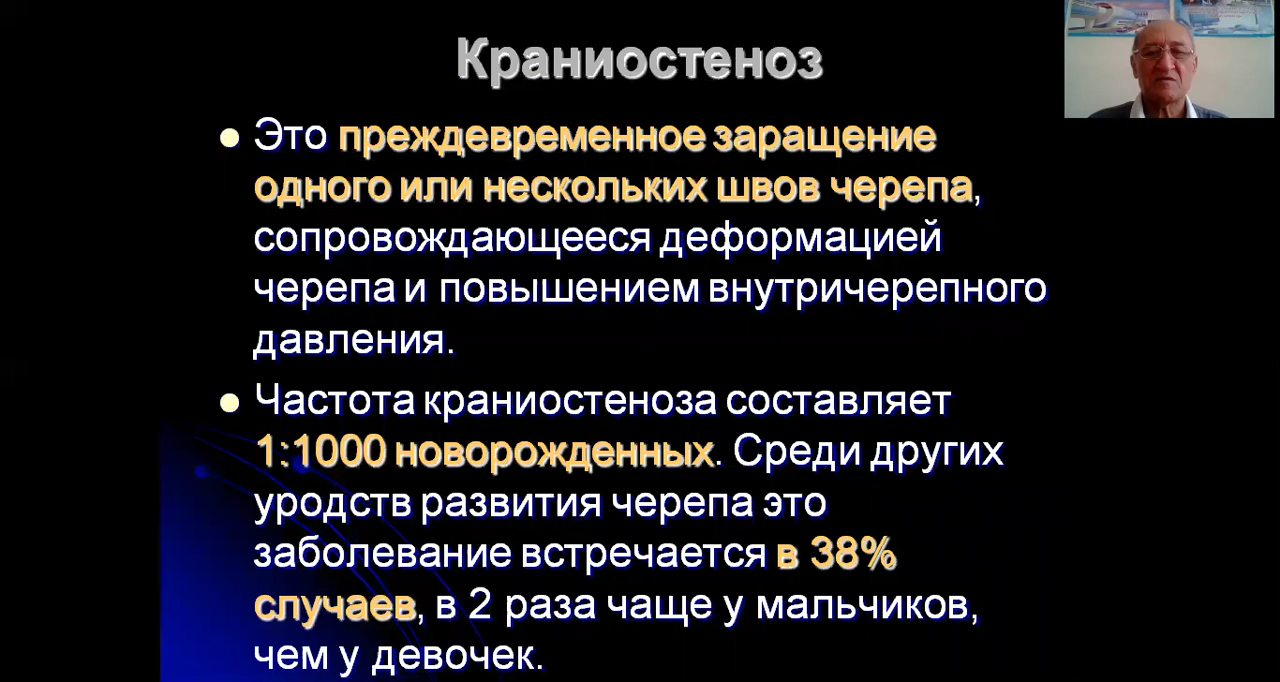 Краниостеноз
Это преждевременное заращение
одного или нескольких швов черепа,
сопровождающееся деформацией
черепа и повышением внутричерепного
давления.
Частота краниостеноза составляет
1:1000 новорожденных. Среди других
уродств развития черепа это
заболевание встречается в 38%
случаев, в 2 раза чаще у мальчиков,
чем у девочек.